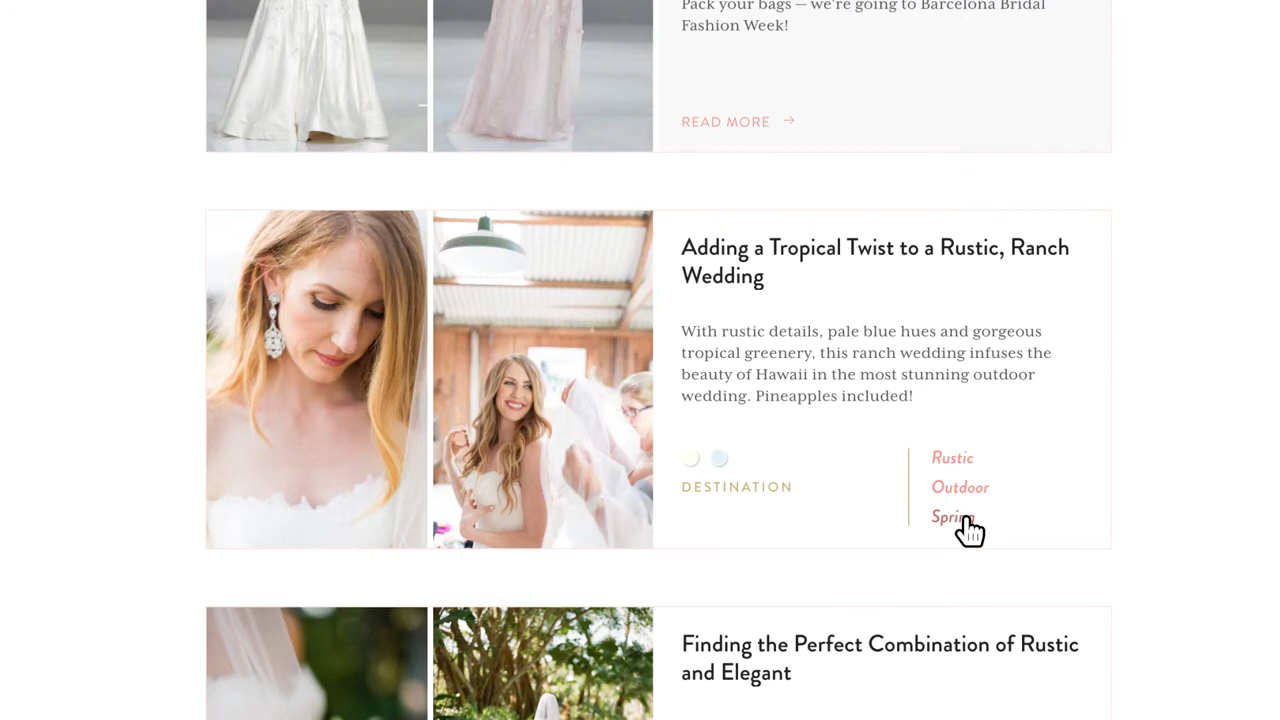 Pack your bags — we're going to Barcelona Bridal
Fashion Week!
READ MORE →
Adding a Tropical Twist to a Rustic, Ranch
Wedding
With rustic details, pale blue hues and gorgeous
tropical greenery, this ranch wedding infuses the
beauty of Hawaii in the most stunning outdoor
wedding. Pineapples included!
DESTINATION
Rustic
Outdoor
Spring
Finding the Perfect Combination of Rustic
and Elegant